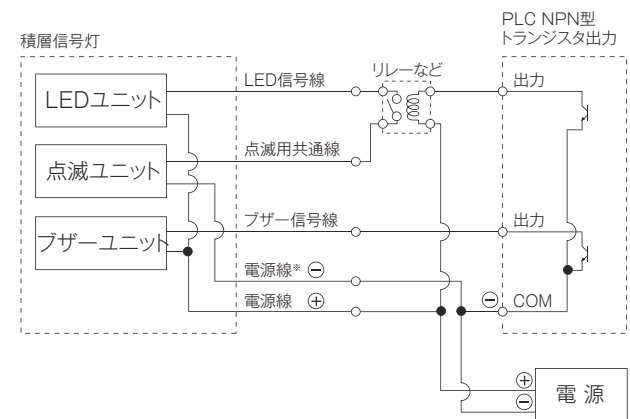 PLC NPN型
トランジスタ出力
積層信号灯
リレーなど
LED信号線
出力
LEDユニット
点滅用共通線
点滅ユニット
ブザー信号線
出力
ブザーユニット
電源線※ ⊖
電源線 ⊕
⊖ COM
⊕
⊖
電 源